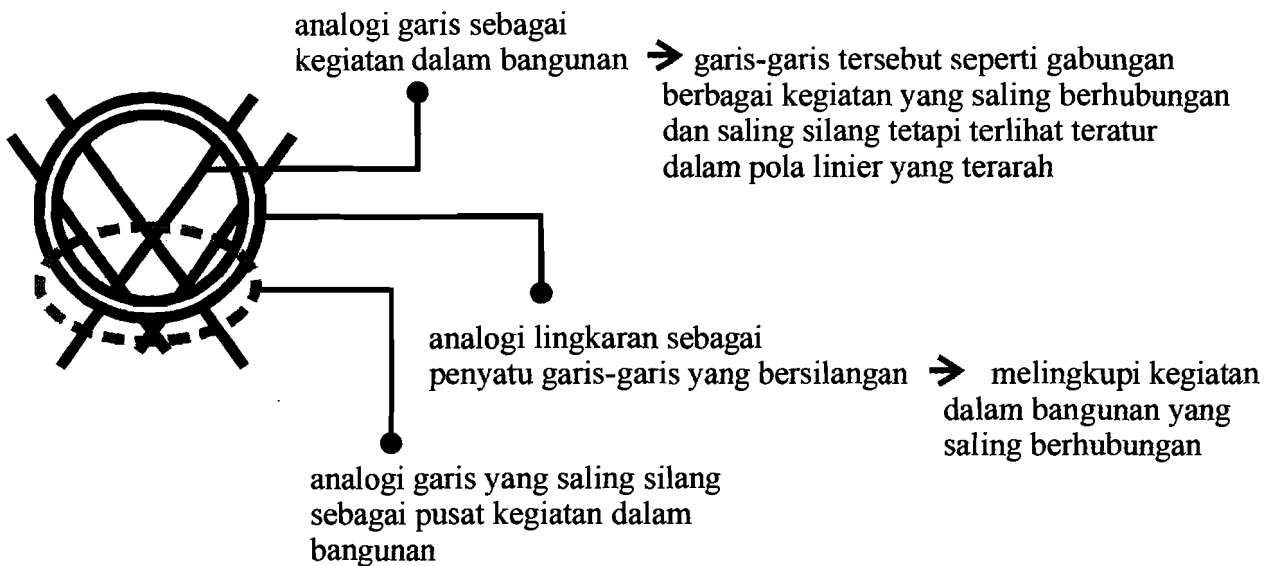 analogi garis sebagai
kegiatan dalam bangunan → garis-garis tersebut seperti gabungan
berbagai kegiatan yang saling berhubungan
dan saling silang tetapi terlihat teratur
dalam pola linier yang terarah
analogi lingkaran sebagai
penyatu garis-garis yang bersilangan → melingkupi kegiatan
dalam bangunan yang
saling berhubungan
analogi garis yang saling silang
sebagai pusat kegiatan dalam
bangunan